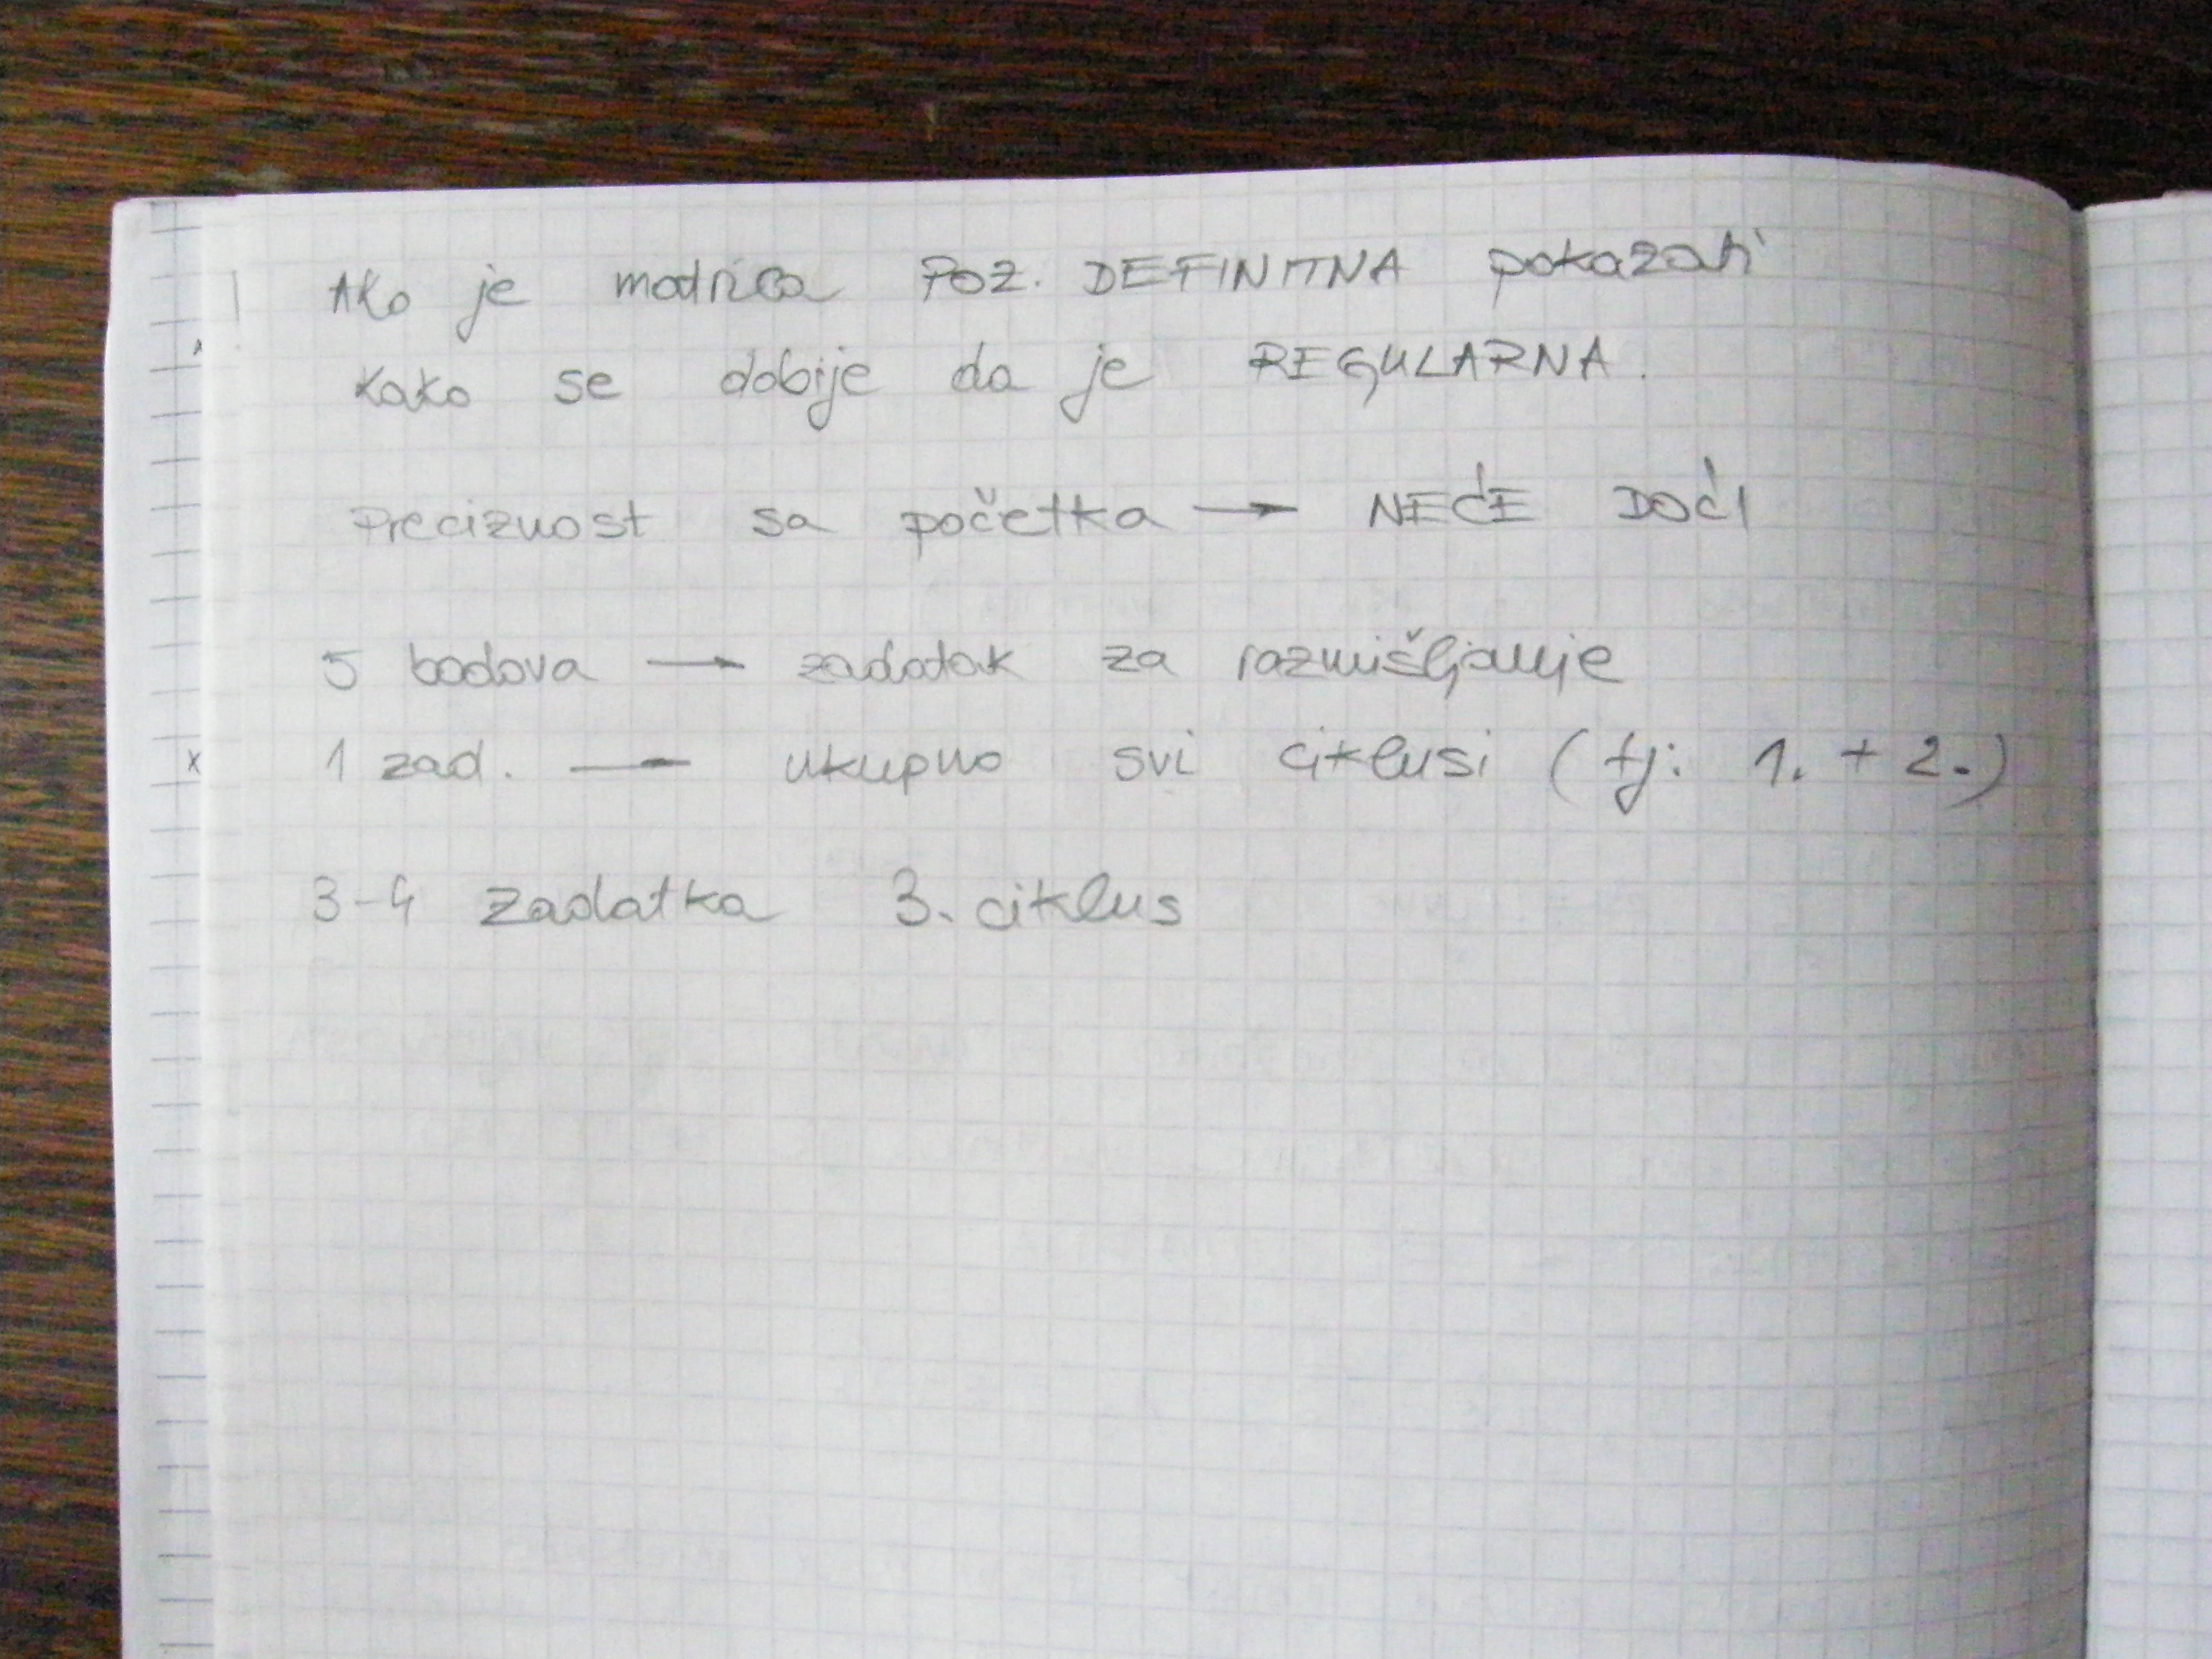 Ako je matrica POZ. DEFINITNA pokazati
kako se dobije da je REGULARNA.
Preciznost sa početka → NEĆE DOĆI
5 bodova → zadatak za razmišljanje
1 zad. → ukupno svi ciklusi (tj: 1. + 2.)
3-4 zadatka 3. ciklus